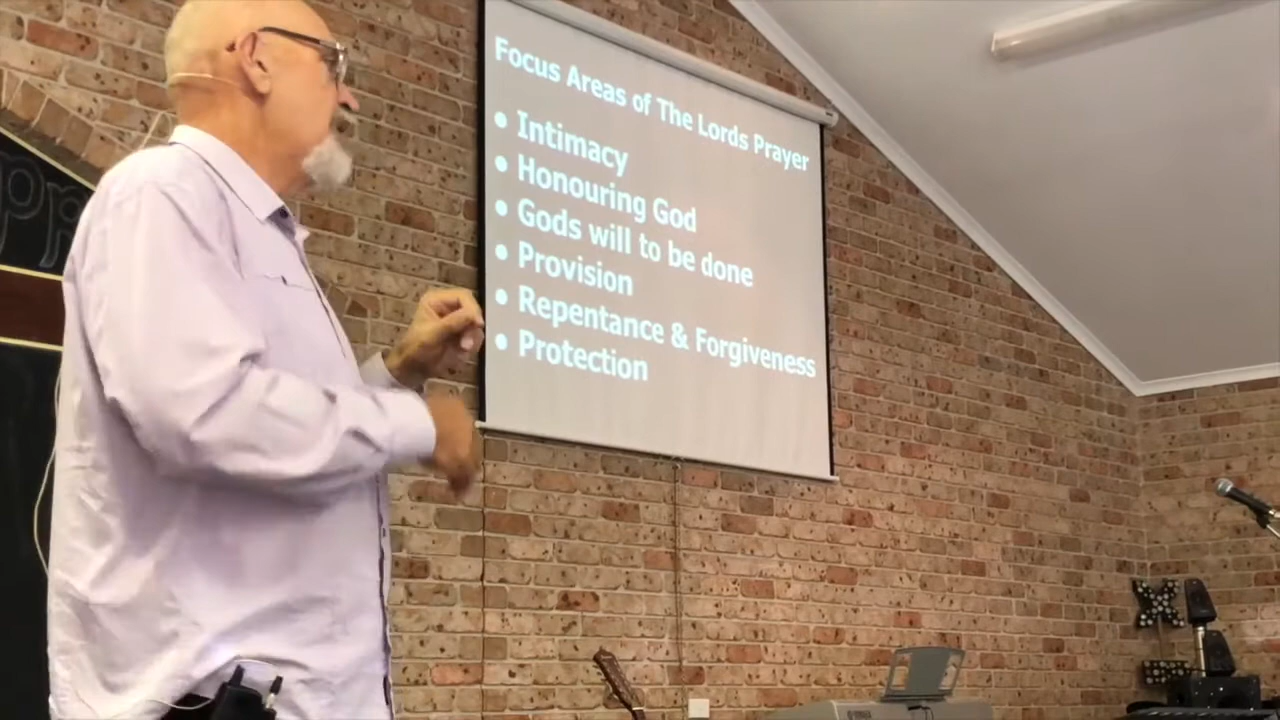 Focus Areas of The Lords Prayer
• Intimacy
• Honouring God
• Gods will to be done
• Provision
• Repentance & Forgiveness
• Protection